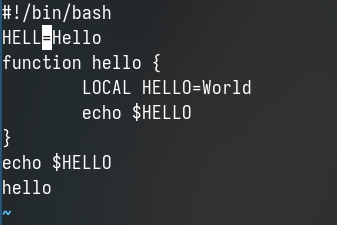 #!/bin/bash
HELL=Hello
function hello {
        LOCAL HELLO=World
        echo $HELLO
}
echo $HELLO
hello
~